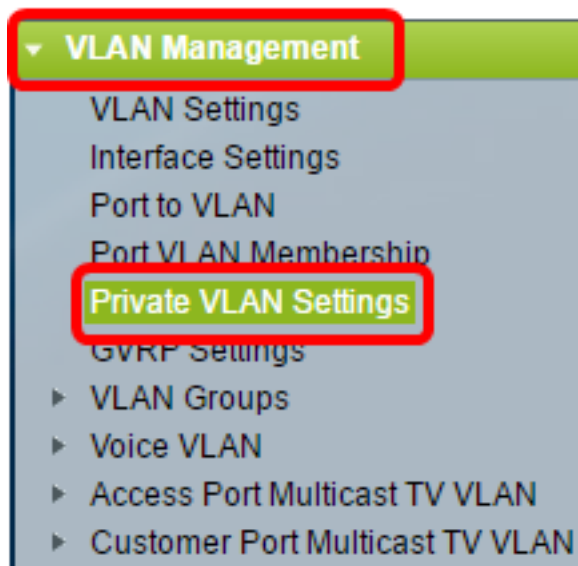 VLAN Management
VLAN Settings
Interface Settings
Port to VLAN
Port VLAN Membership
Private VLAN Settings
GVRP Settings
VLAN Groups
Voice VLAN
Access Port Multicast TV VLAN
Customer Port Multicast TV VLAN